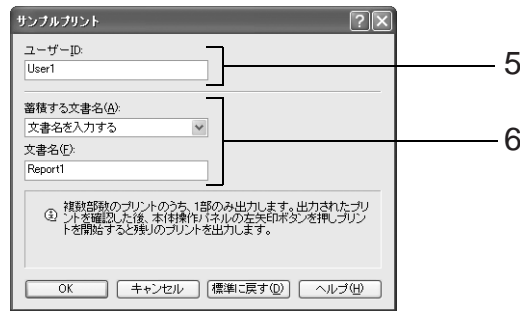 サンプルプリント
ユーザーID:
User1
5
蓄積する文書名(A):
文書名を入力する
6
文書名(F):
Report1
複数部数のプリントのうち、1部のみ出力します。出力されたプリ
ントを確認した後、本体操作パネルの左矢印ボタンを押しプリン
トを開始すると残りのプリントを出力します。
OK キャンセル 標準に戻す(D) ヘルプ(H)